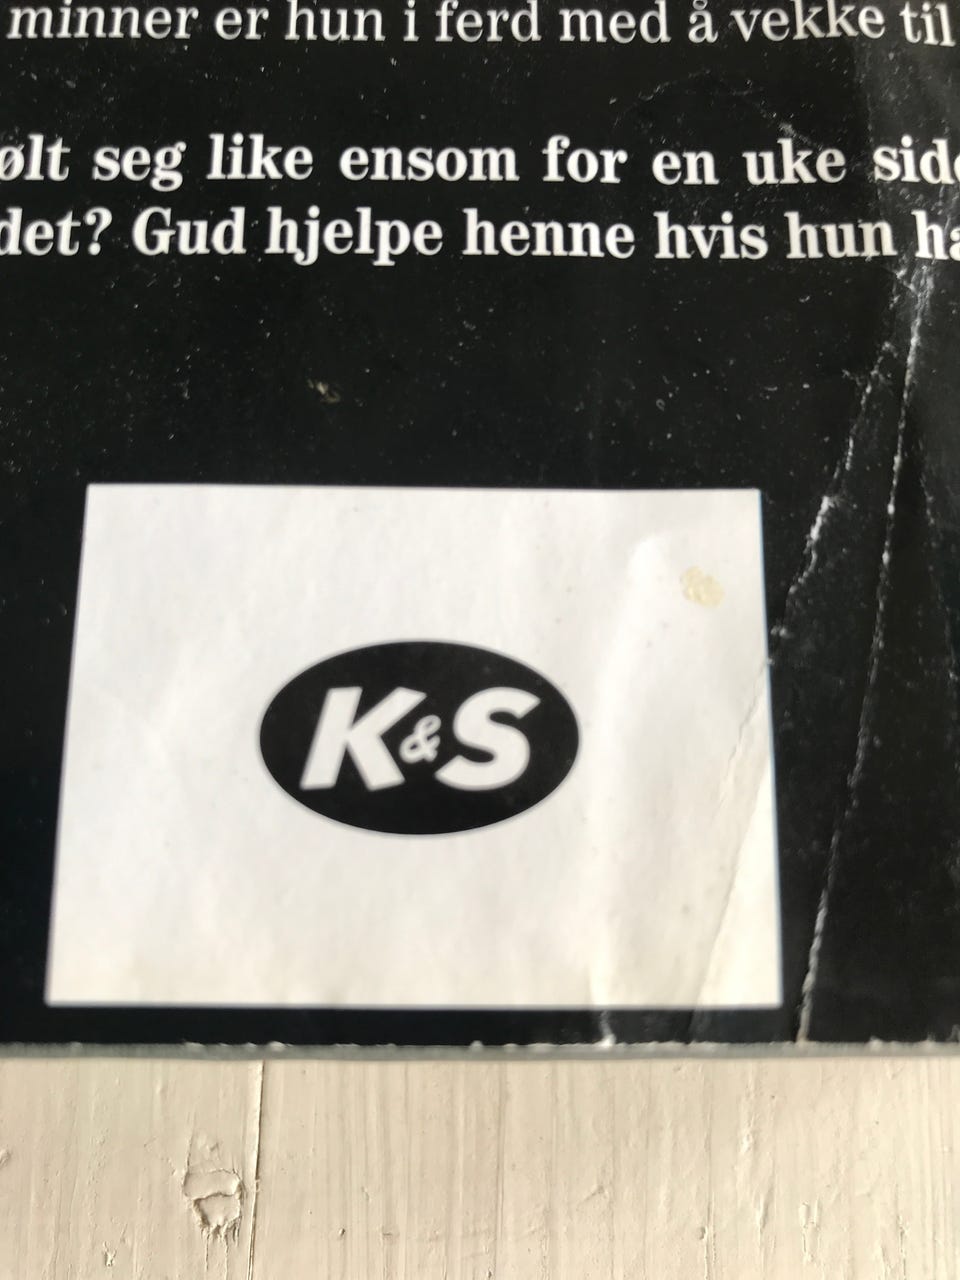 minner er hun i ferd med å vekke til
ølt seg like ensom for en uke side
det? Gud hjelpe henne hvis hun ha
K&S